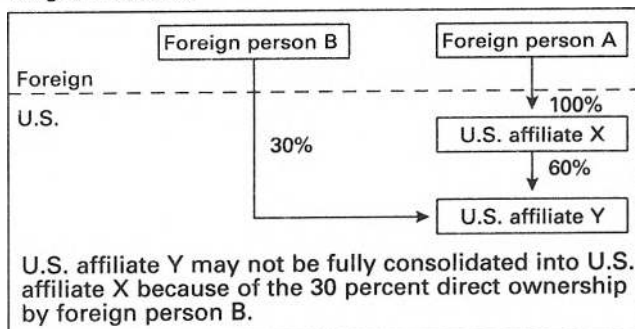 Foreign person B
Foreign person A
Foreign
U.S.
100%
U.S. affiliate X
30%
60%
U.S. affiliate Y
U.S. affiliate Y may not be fully consolidated into U.S.
affiliate X because of the 30 percent direct ownership
by foreign person B.